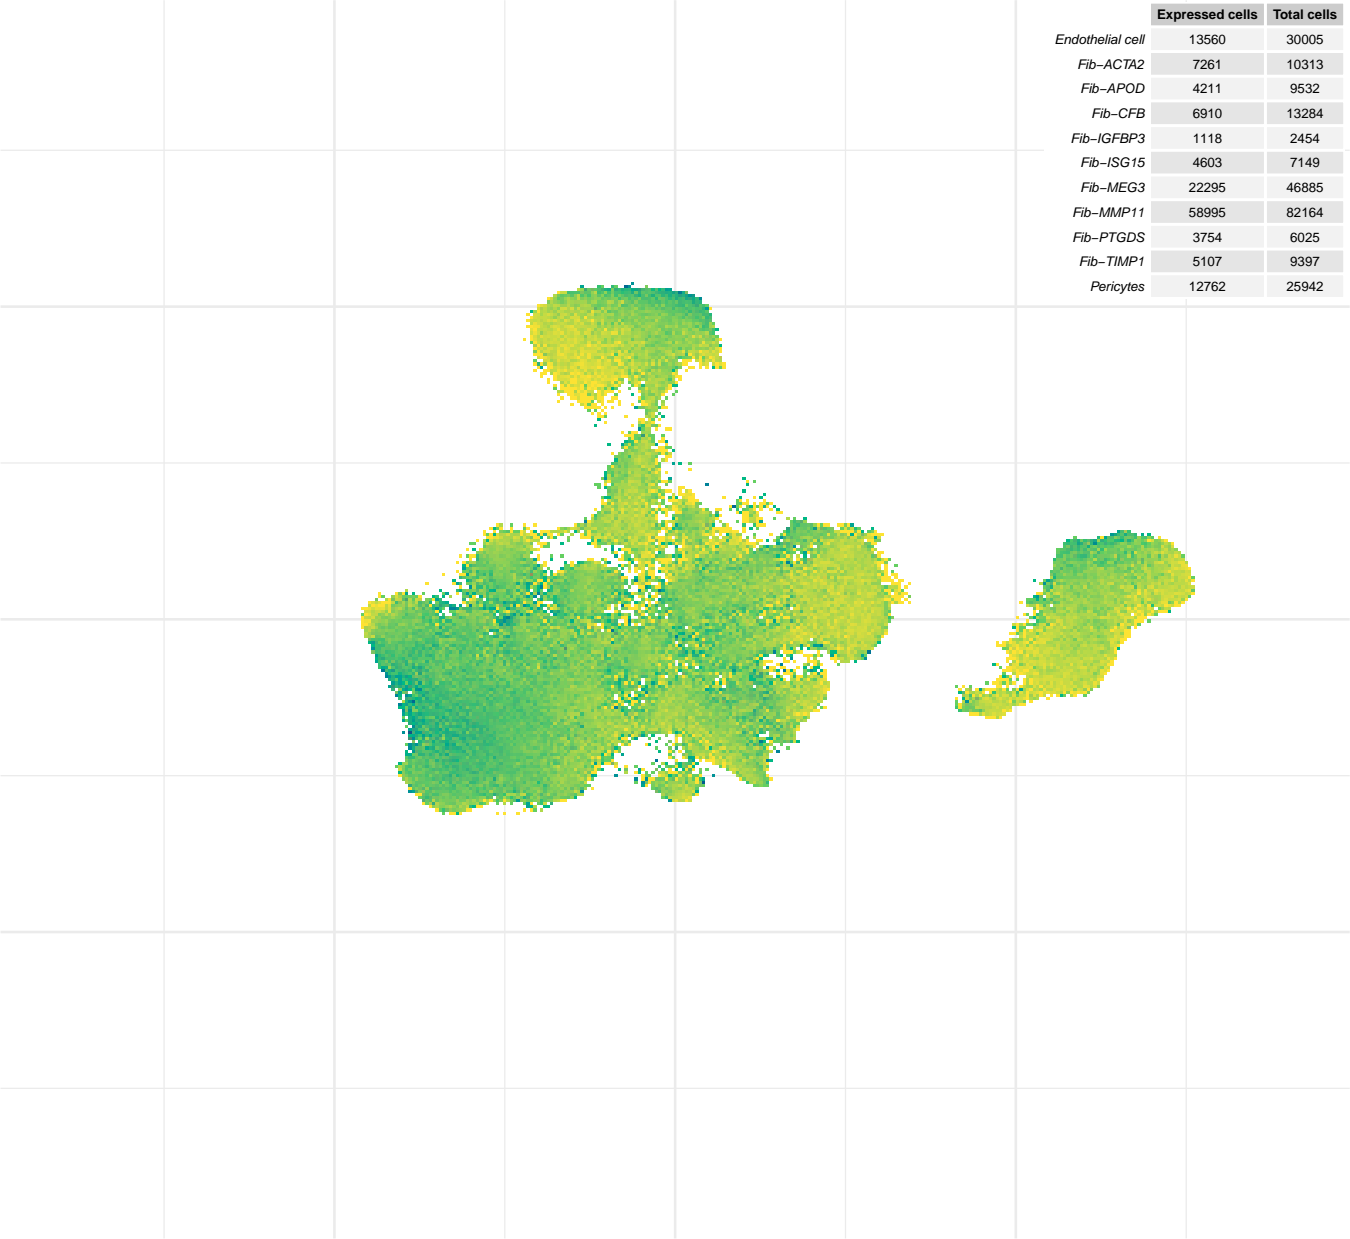 Expressed cells Total cells
Endothelial cell 13560 30005
Fib−ACTA2 7261 10313
Fib−APOD 4211 9532
Fib−CFB 6910 13284
Fib−IGFBP3 1118 2454
Fib−ISG15 4603 7149
Fib−MEG3 22295 46885
Fib−MMP11 58995 82164
Fib−PTGDS 3754 6025
Fib−TIMP1 5107 9397
Pericytes 12762 25942